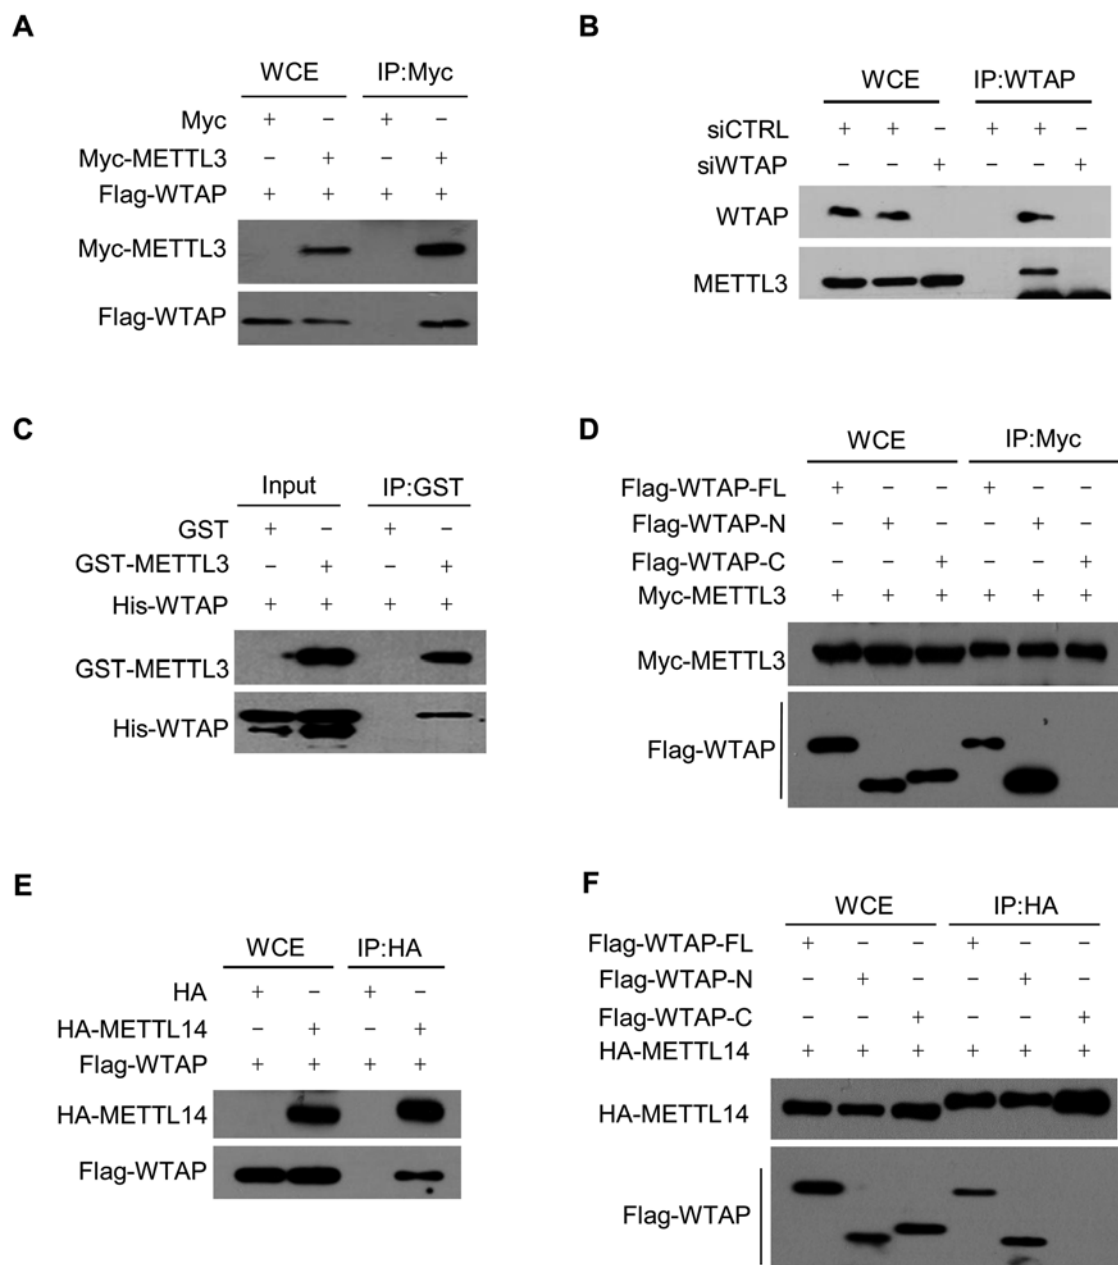 A
WCE IP:Myc
Myc + − + −
Myc-METTL3 − + − +
Flag-WTAP + + + +
Myc-METTL3
Flag-WTAP
B
WCE IP:WTAP
siCTRL + + − + + −
siWTAP − − + − − +
WTAP
METTL3
C
Input IP:GST
GST + − + −
GST-METTL3 − + − +
His-WTAP + + + +
GST-METTL3
His-WTAP
D
WCE IP:Myc
Flag-WTAP-FL + − − + − −
Flag-WTAP-N − + − − + −
Flag-WTAP-C − − + − − +
Myc-METTL3 + + + + + +
Myc-METTL3
Flag-WTAP
E
WCE IP:HA
HA + − + −
HA-METTL14 − + − +
Flag-WTAP + + + +
HA-METTL14
Flag-WTAP
F
WCE IP:HA
Flag-WTAP-FL + − − + − −
Flag-WTAP-N − + − − + −
Flag-WTAP-C − − + − − +
HA-METTL14 + + + + + +
HA-METTL14
Flag-WTAP